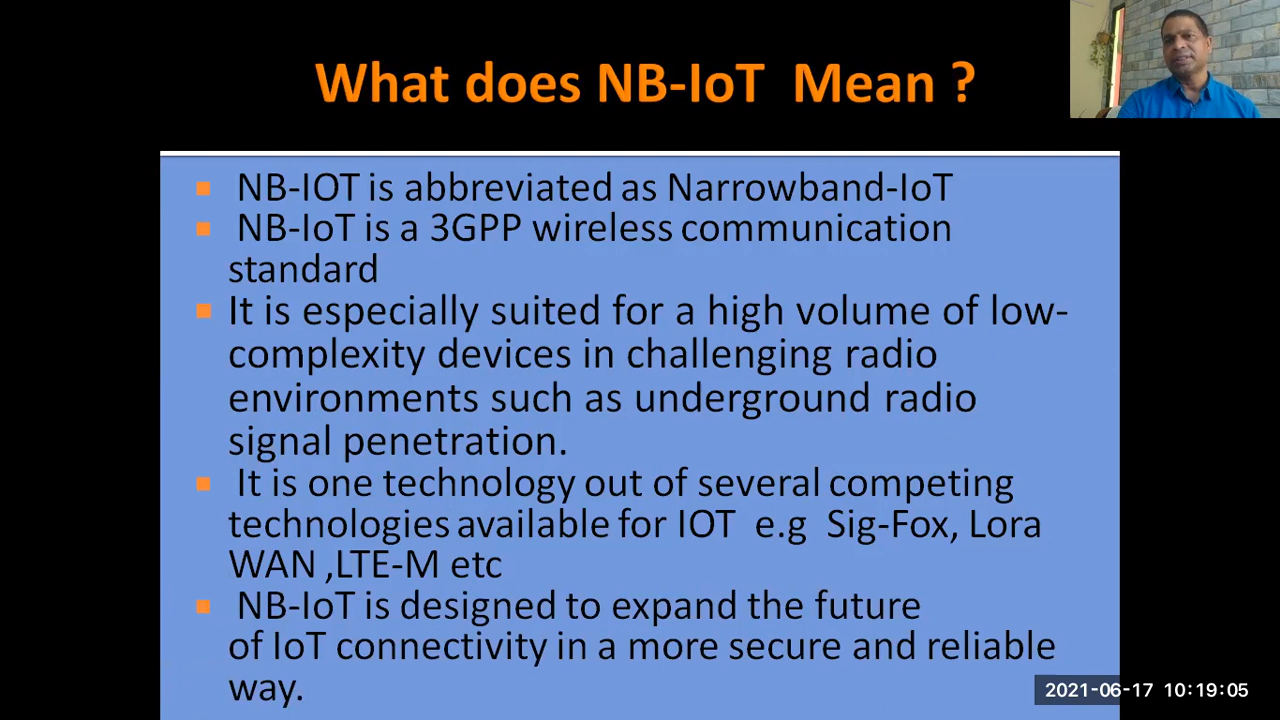 What does NB-IoT Mean ?
NB-IOT is abbreviated as Narrowband-IoT
NB-IoT is a 3GPP wireless communication
standard
It is especially suited for a high volume of low-
complexity devices in challenging radio
environments such as underground radio
signal penetration.
It is one technology out of several competing
technologies available for IOT e.g Sig-Fox, Lora
WAN ,LTE-M etc
NB-IoT is designed to expand the future
of IoT connectivity in a more secure and reliable
way.
2021-06-17 10:19:05